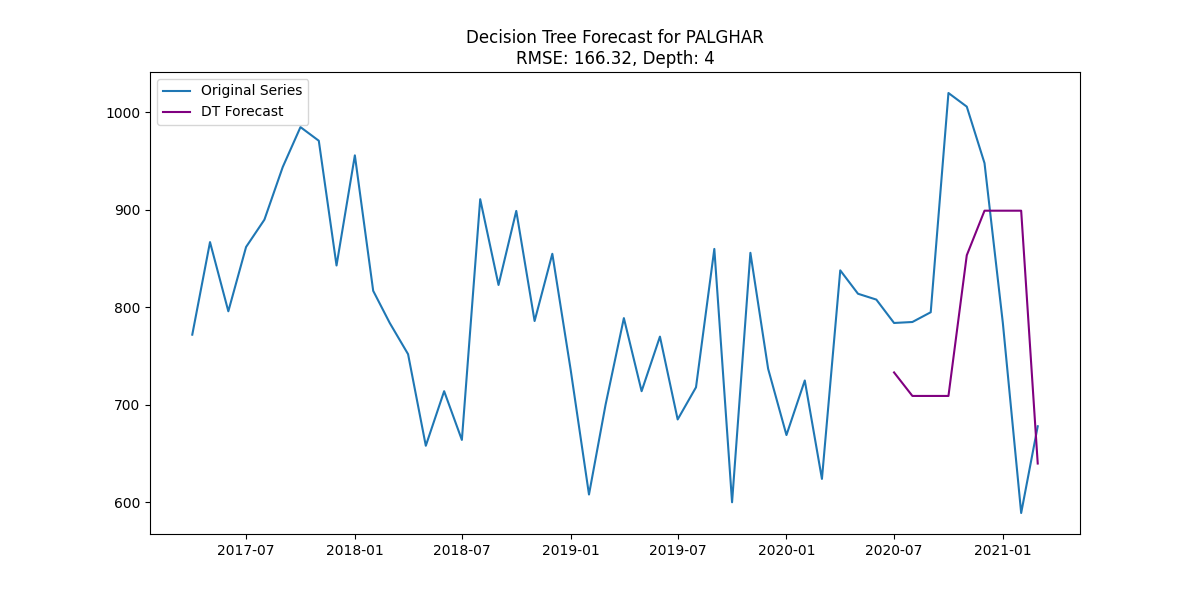 Decision Tree Forecast for PALGHAR
RMSE: 166.32, Depth: 4
Original Series
DT Forecast
1000
900
800
700
600
2017-07 2018-01 2018-07 2019-01 2019-07 2020-01 2020-07 2021-01